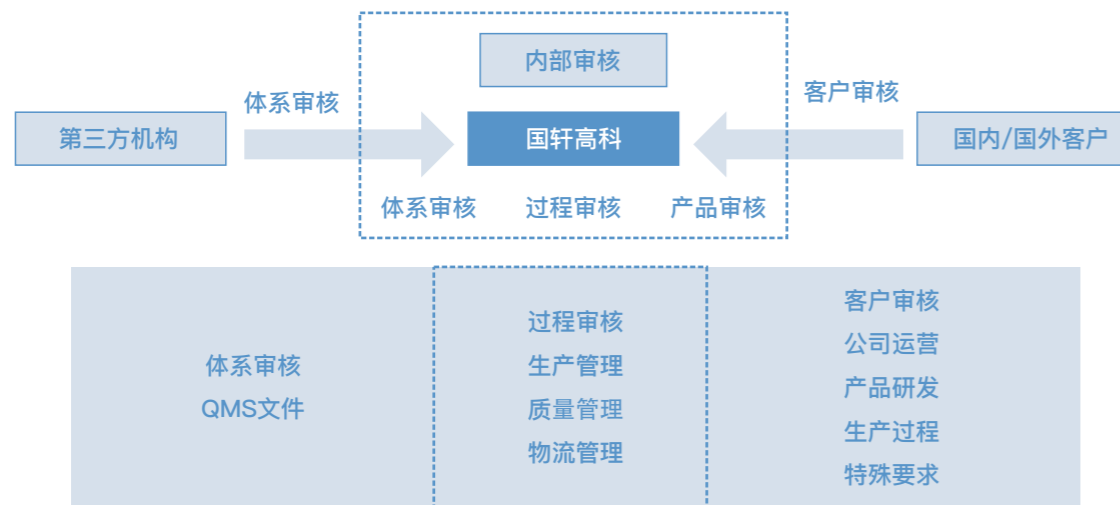 内部审核
体系审核
客户审核
第三方机构
国轩高科
国内/国外客户
体系审核
过程审核
产品审核
体系审核
QMS文件
过程审核
生产管理
质量管理
物流管理
客户审核
公司运营
产品研发
生产过程
特殊要求